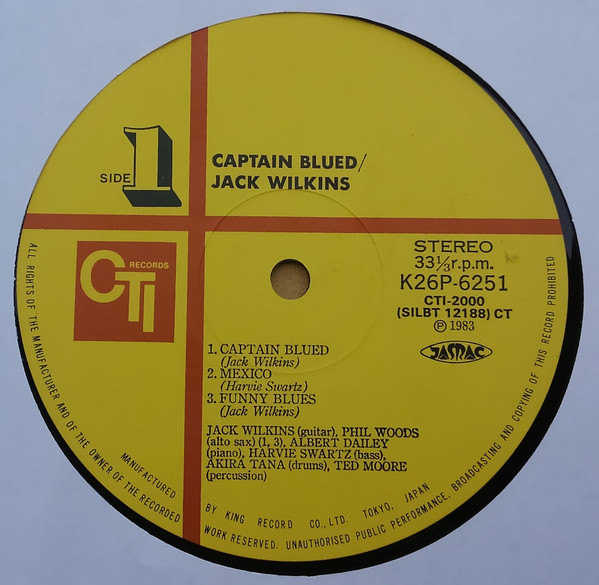 SIDE 1
CAPTAIN BLUED/
JACK WILKINS
CTI
RECORDS
STEREO
33⅓r.p.m.
K26P-6251
CTI-2000
(SILBT 12188) CT
Ⓟ 1983
JASRAC
1. CAPTAIN BLUED
(Jack Wilkins)
2. MEXICO
(Harvie Swartz)
3. FUNNY BLUES
(Jack Wilkins)
JACK WILKINS (guitar), PHIL WOODS
(alto sax) (1, 3), ALBERT DAILEY
(piano), HARVIE SWARTZ (bass),
AKIRA TANA (drums), TED MOORE
(percussion)
MANUFACTURED BY KING RECORD CO., LTD. TOKYO, JAPAN
ALL RIGHTS OF THE MANUFACTURER AND OF THE OWNER OF THE RECORDED WORK RESERVED. UNAUTHORISED PUBLIC PERFORMANCE, BROADCASTING AND COPYING OF THIS RECORD PROHIBITED